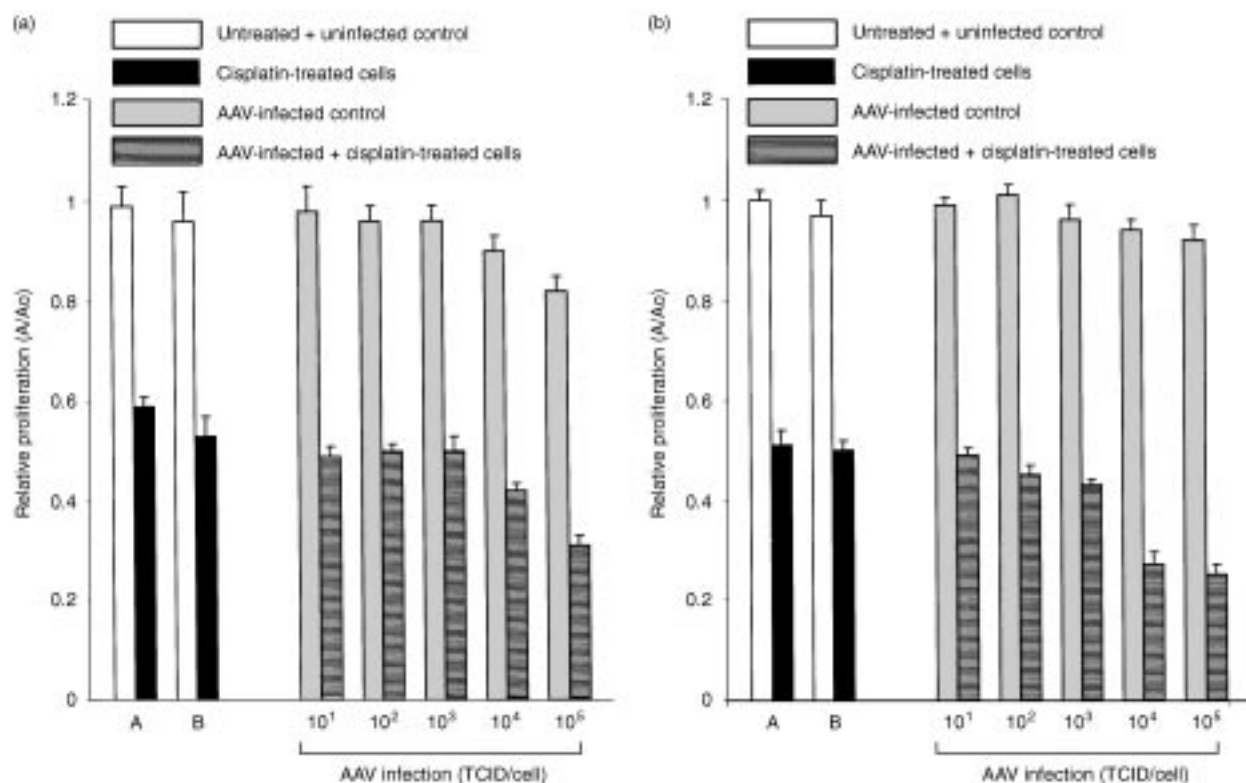 (a)
Untreated + uninfected control
Cisplatin-treated cells
AAV-infected control
AAV-infected + cisplatin-treated cells
Relative proliferation (A/Ao)
1.2
1
0.8
0.6
0.4
0.2
0
A B 10¹ 10² 10³ 10⁴ 10⁵
AAV infection (TCID/cell)
(b)
Untreated + uninfected control
Cisplatin-treated cells
AAV-infected control
AAV-infected + cisplatin-treated cells
Relative proliferation (A/Ao)
1.2
1
0.8
0.6
0.4
0.2
0
A B 10¹ 10² 10³ 10⁴ 10⁵
AAV infection (TCID/cell)